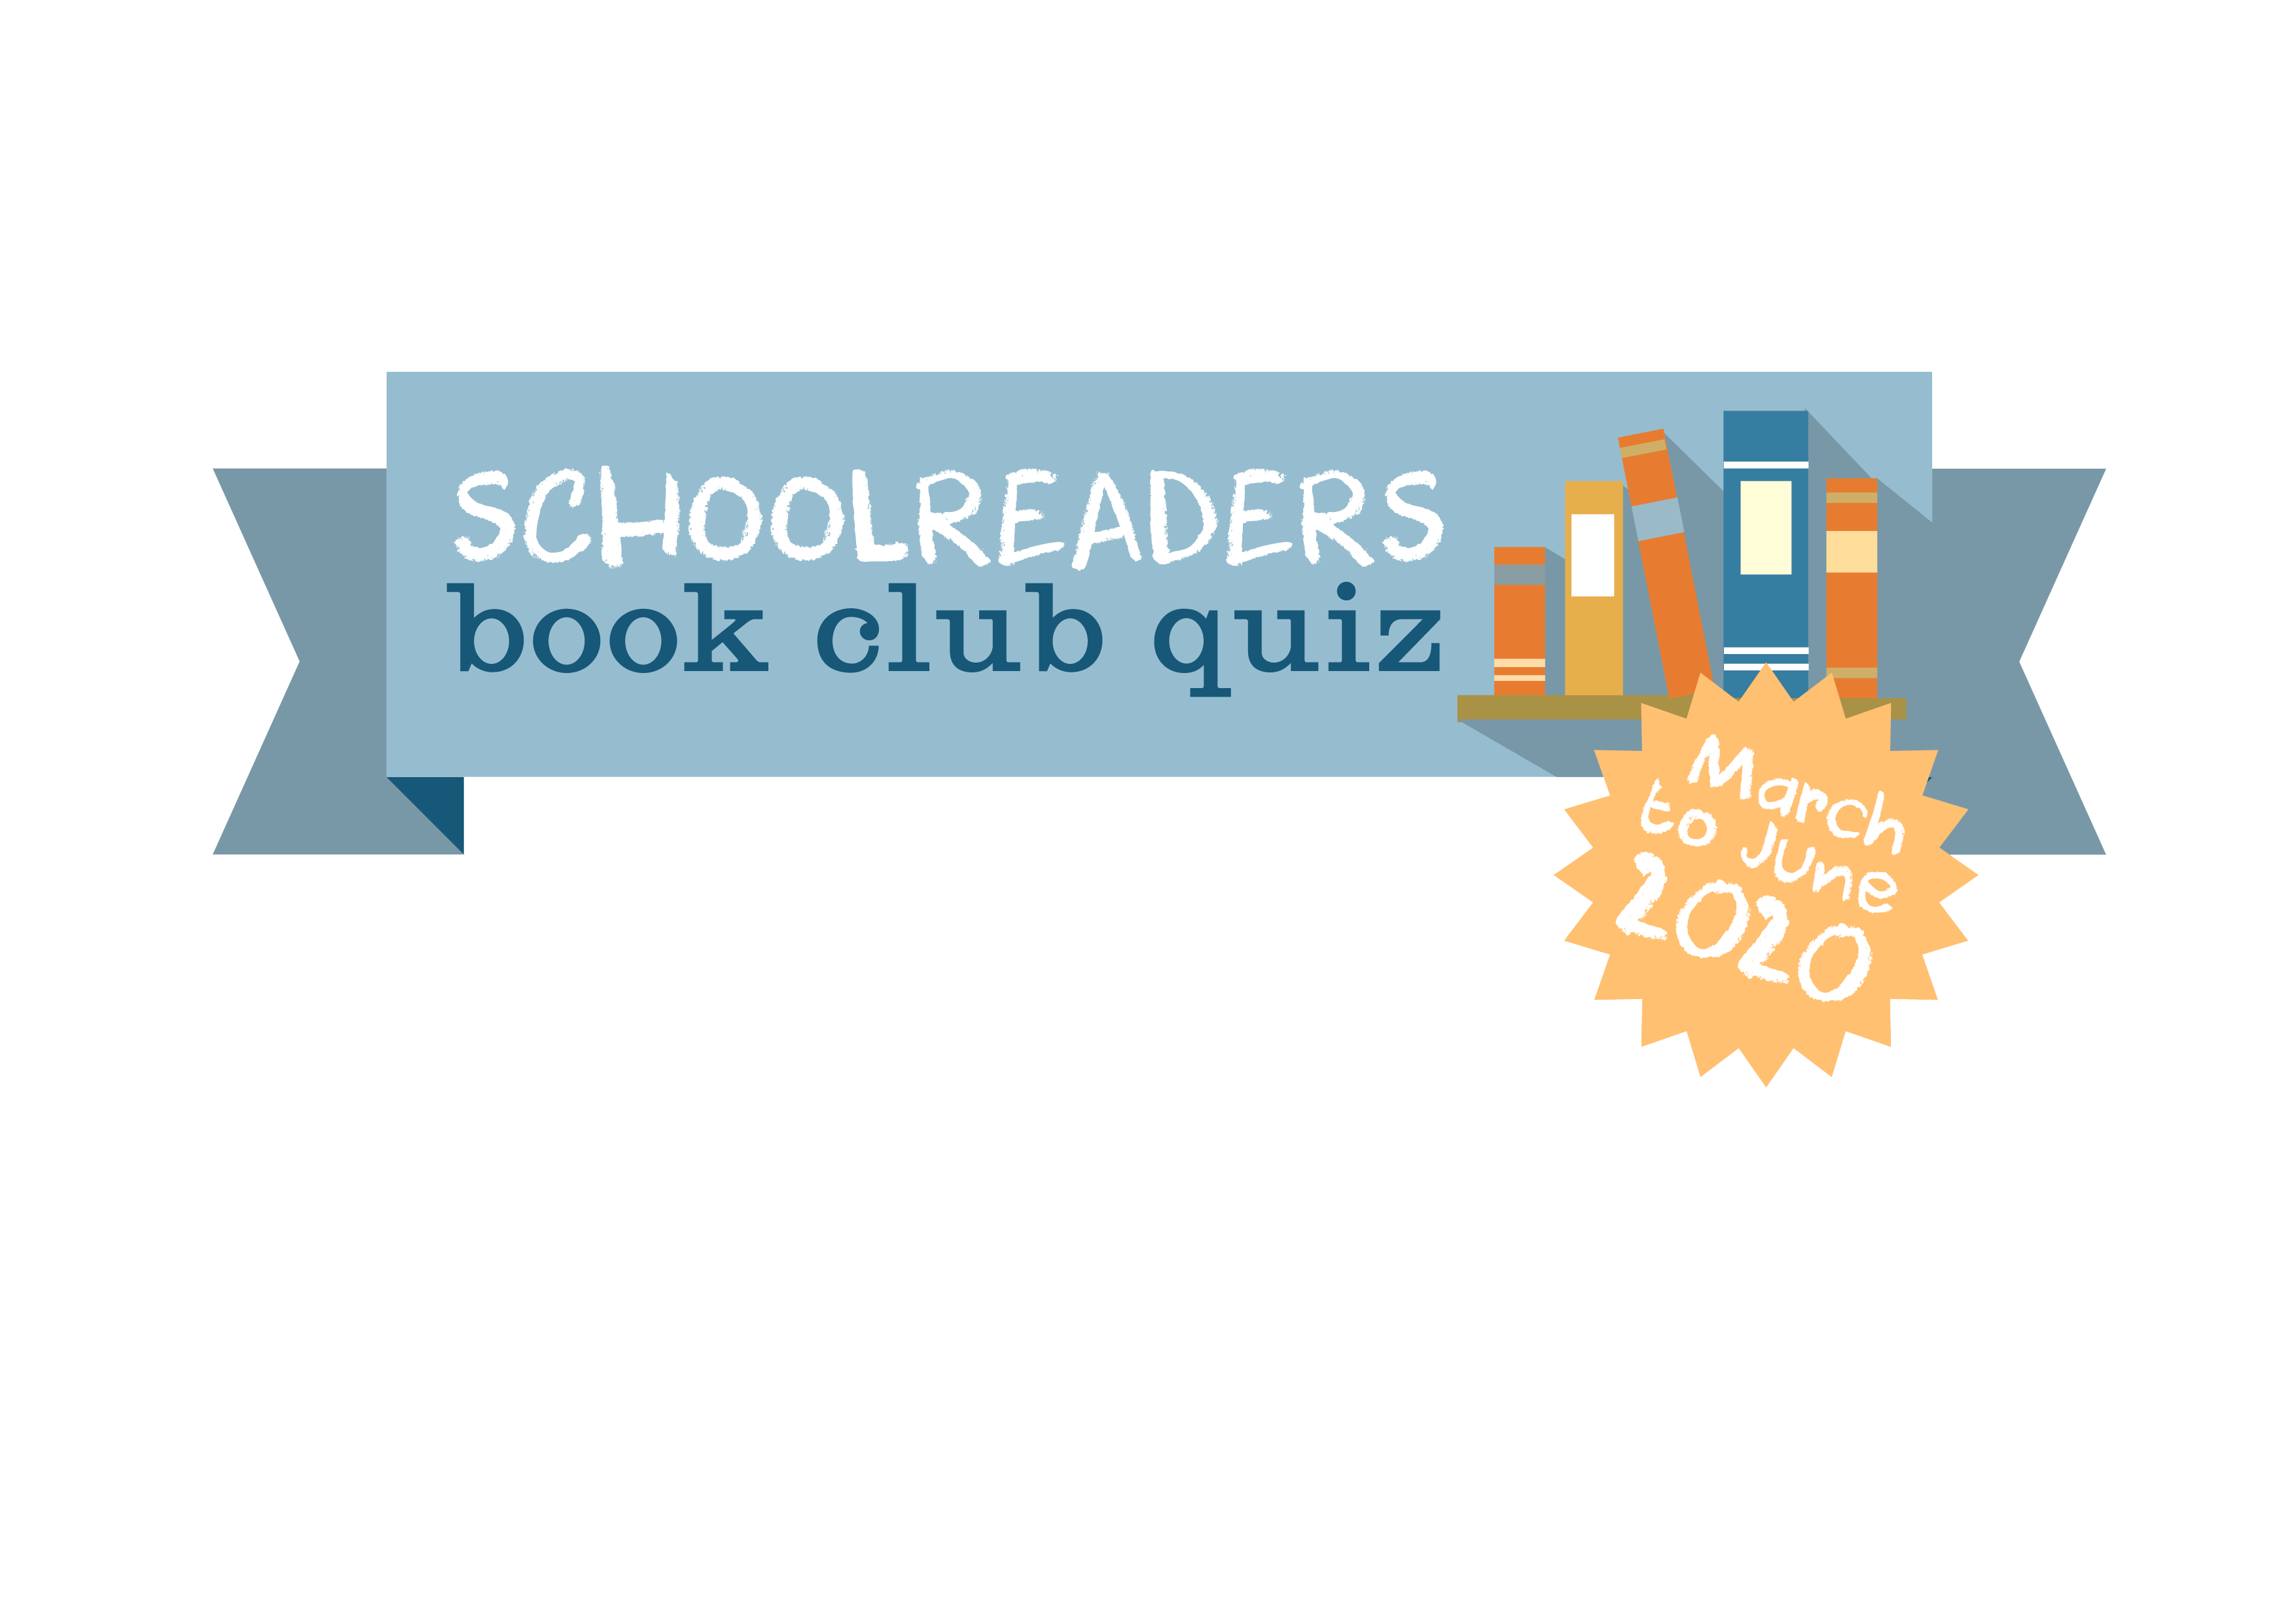 SCHOOLREADERS
book club quiz
March
to June
2020